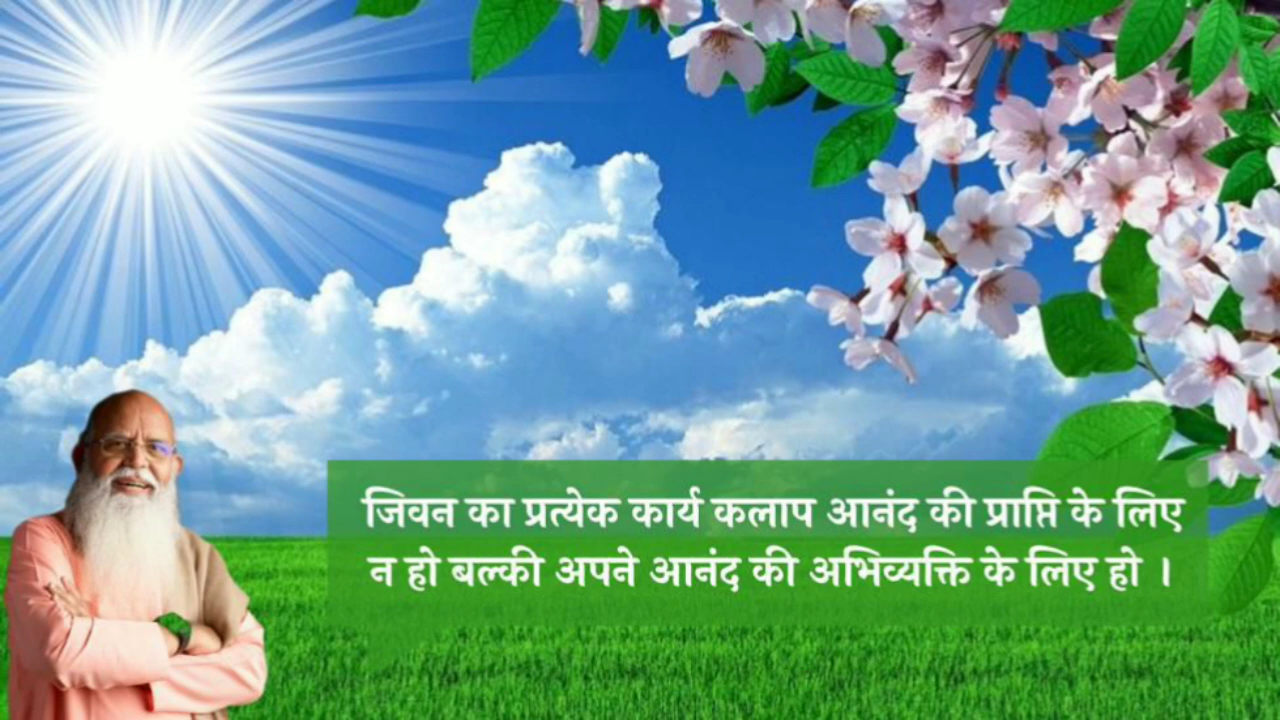 जिवन का प्रत्येक कार्य कलाप आनंद की प्राप्ति के लिए
न हो बल्की अपने आनंद की अभिव्यक्ति के लिए हो ।